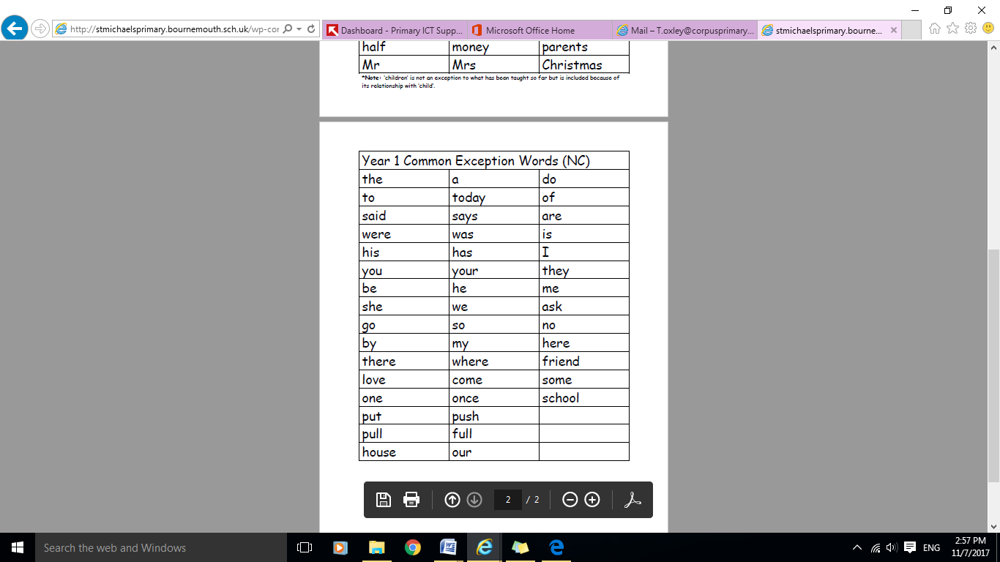 http://stmichaelsprimary.bournemouth.sch.uk/wp-cor
Dashboard - Primary ICT Supp...
Microsoft Office Home
Mail – T.oxley@corpusprimary...
stmichaelsprimary.bourne...
half money parents
Mr Mrs Christmas
*Note: 'children' is not an exception to what has been taught so far but is included because of
its relationship with 'child'.
Year 1 Common Exception Words (NC)
the a do
to today of
said says are
were was is
his has I
you your they
be he me
she we ask
go so no
by my here
there where friend
love come some
one once school
put push
pull full
house our
2 / 2
Search the web and Windows
ENG
2:57 PM
11/7/2017